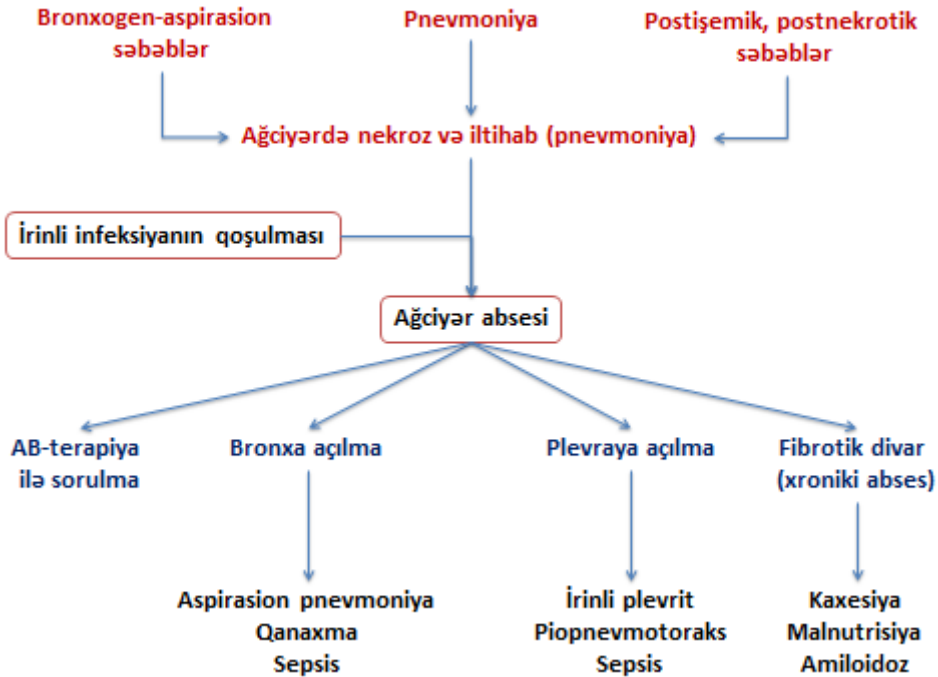 Bronxogen-aspirasion
səbəblər
Pnevmoniya
Postişemik, postnekrotik
səbəblər
Ağciyərdə nekroz və iltihab (pnevmoniya)
İrinli infeksiyanın qoşulması
Ağciyər absesi
AB-terapiya
ilə sorulma
Bronxa açılma
Plevraya açılma
Fibrotik divar
(xroniki abses)
Aspirasion pnevmoniya
Qanaxma
Sepsis
İrinli plevrit
Piopnevmotoraks
Sepsis
Kaxesiya
Malnutrisiya
Amiloidoz